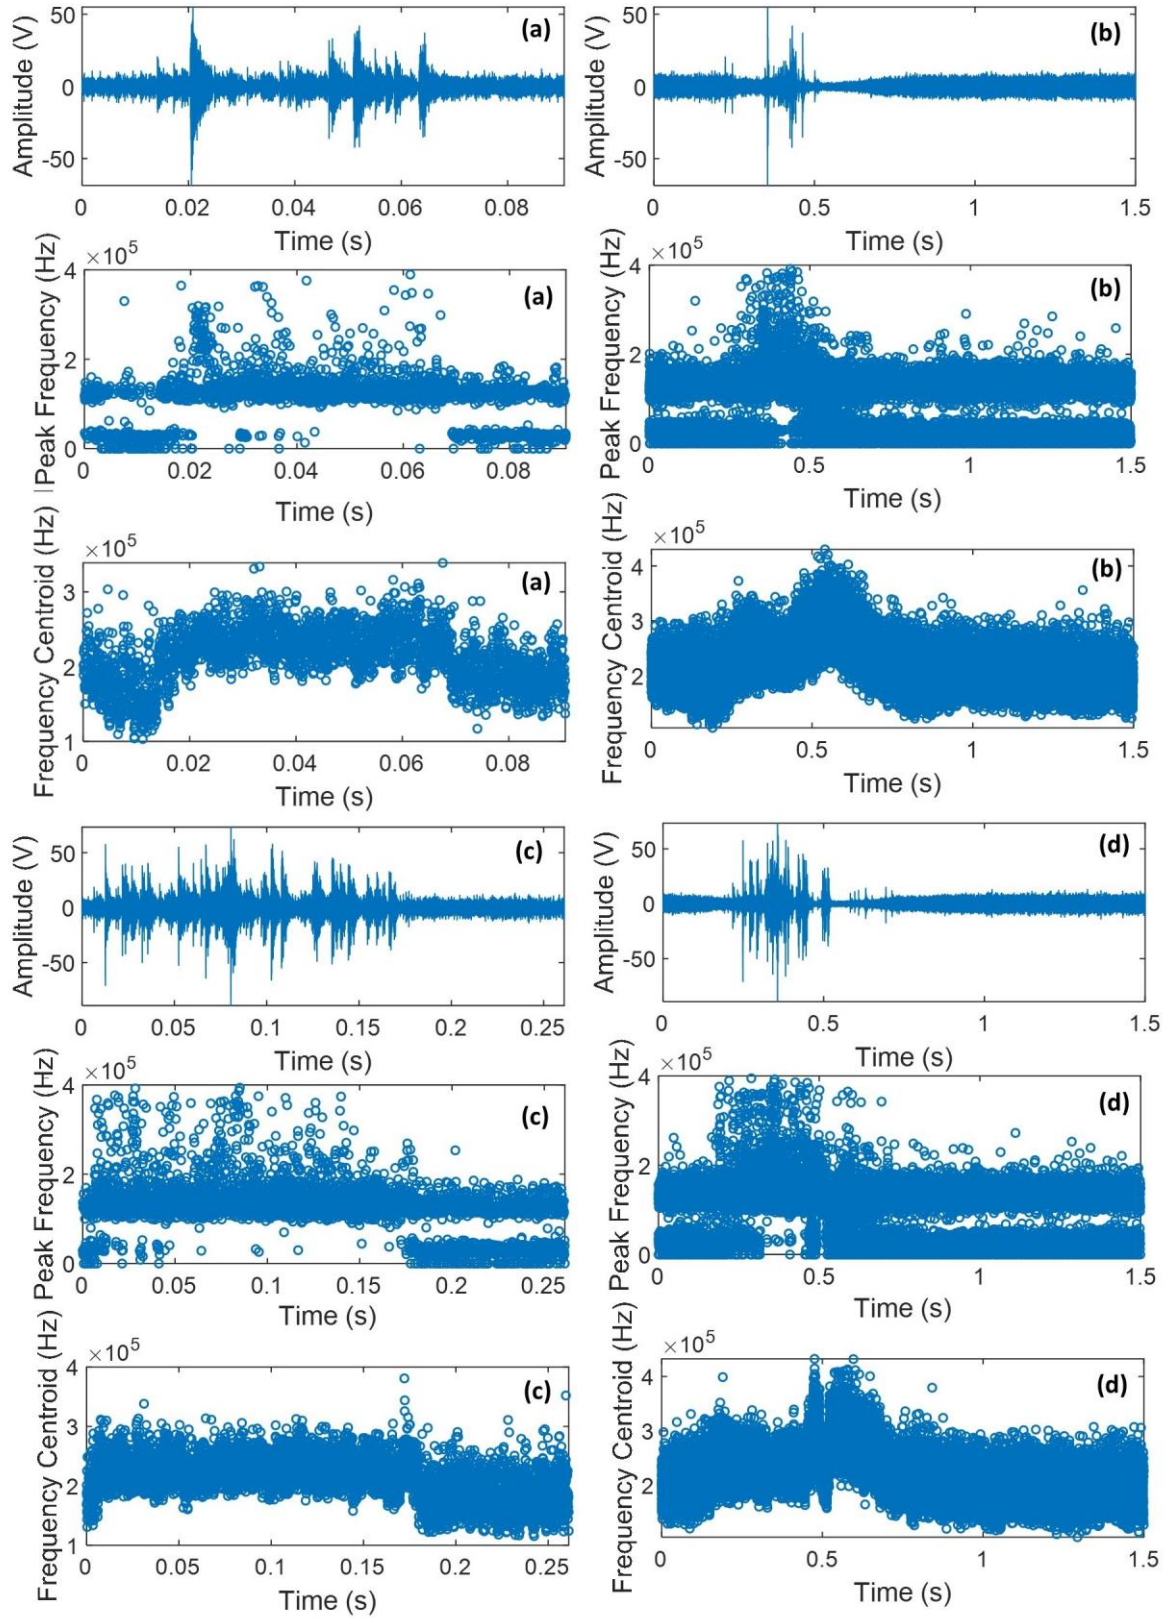 Amplitude (V)
50
0
-50
(a)
0 0.02 0.04 0.06 0.08
Time (s)
Amplitude (V)
50
0
-50
(b)
0 0.5 1 1.5
Time (s)
Peak Frequency (Hz)
×10^5
4
2
0
(a)
0 0.02 0.04 0.06 0.08
Time (s)
Peak Frequency (Hz)
×10^5
4
2
0
(b)
0 0.5 1 1.5
Time (s)
Frequency Centroid (Hz)
×10^5
3
2
1
(a)
0 0.02 0.04 0.06 0.08
Time (s)
Frequency Centroid (Hz)
×10^5
4
3
2
(b)
0 0.5 1 1.5
Time (s)
Amplitude (V)
50
0
-50
(c)
0 0.05 0.1 0.15 0.2 0.25
Time (s)
Amplitude (V)
50
0
-50
(d)
0 0.5 1 1.5
Time (s)
Peak Frequency (Hz)
×10^5
4
2
0
(c)
0 0.05 0.1 0.15 0.2 0.25
Time (s)
Peak Frequency (Hz)
×10^5
4
2
0
(d)
0 0.5 1 1.5
Time (s)
Frequency Centroid (Hz)
×10^5
4
3
2
1
(c)
0 0.05 0.1 0.15 0.2 0.25
Time (s)
Frequency Centroid (Hz)
×10^5
4
3
2
(d)
0 0.5 1 1.5
Time (s)